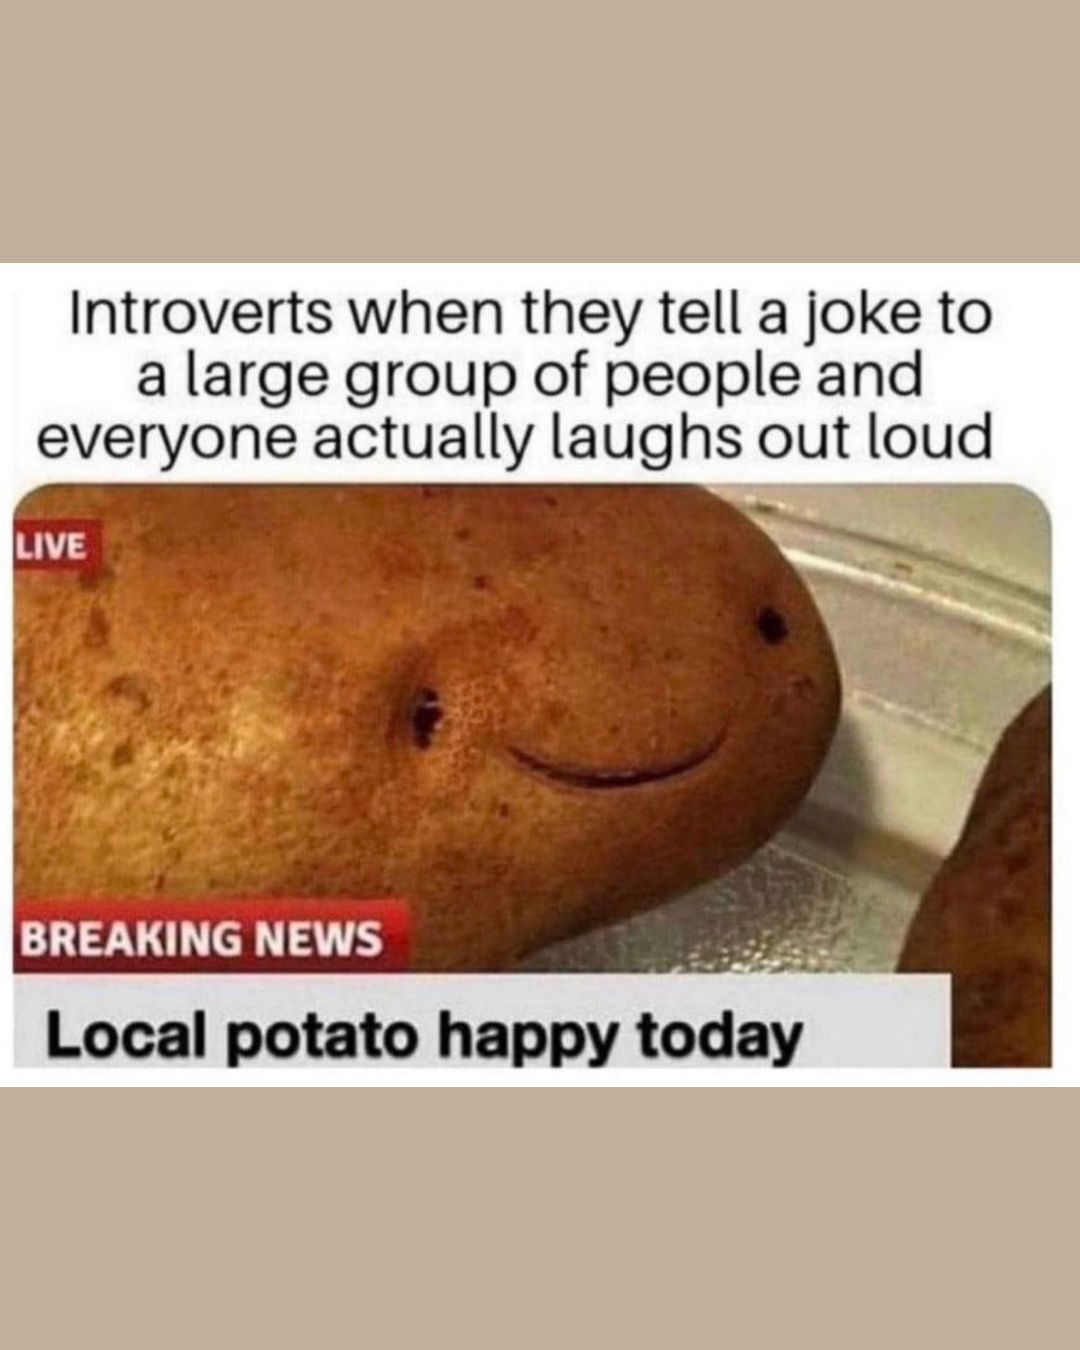 Introverts when they tell a joke to
a large group of people and
everyone actually laughs out loud
LIVE
BREAKING NEWS
Local potato happy today